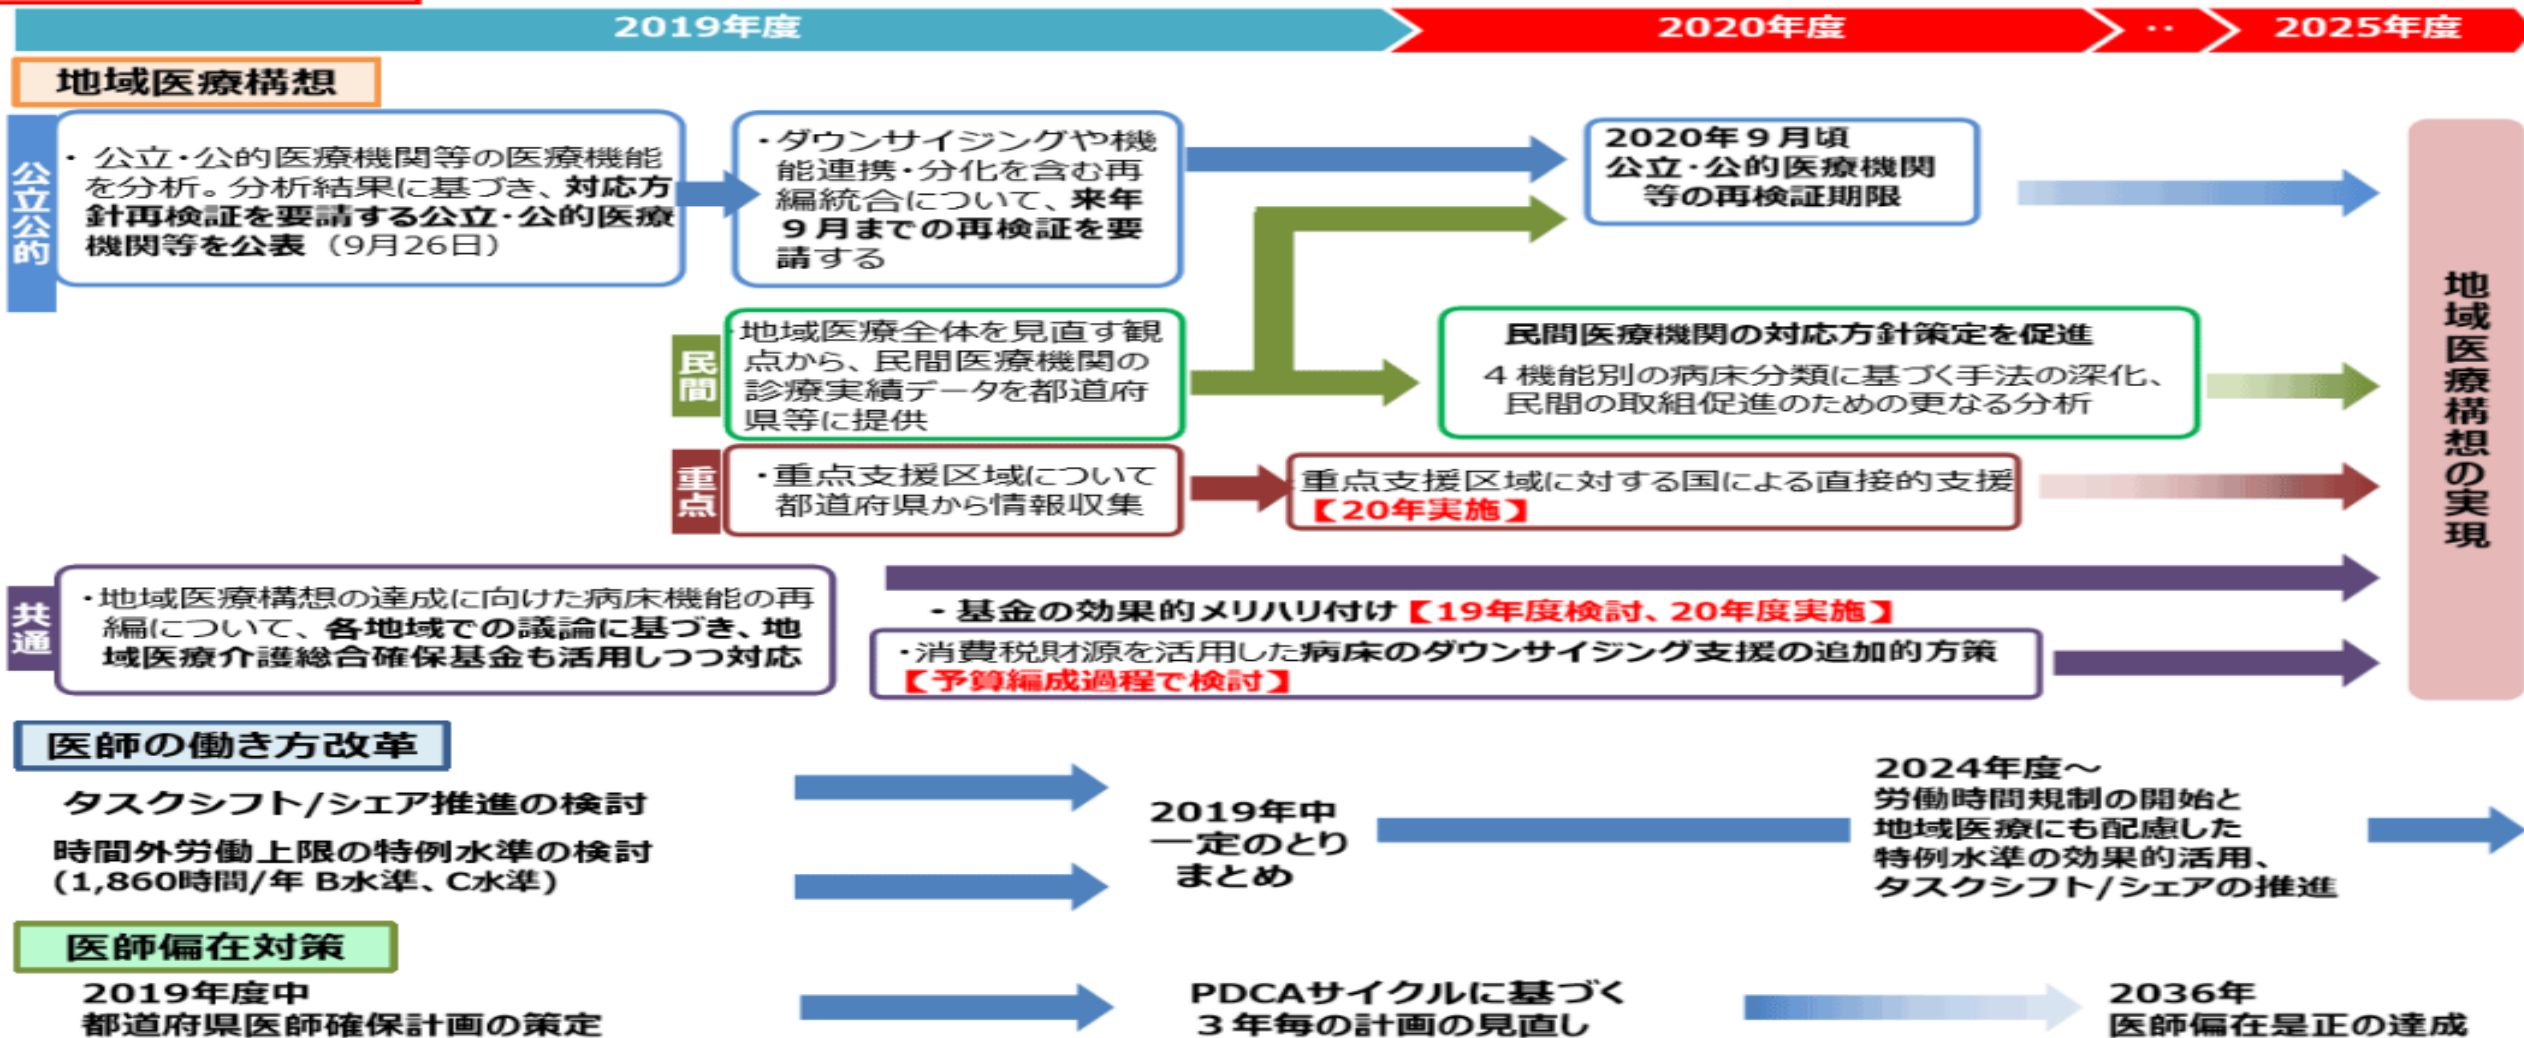 2019年度
2020年度
‥
2025年度
地域医療構想
公立公的
・ 公立・公的医療機関等の医療機能
を分析。分析結果に基づき、対応方
針再検証を要請する公立・公的医療
機関等を公表（9月26日）
・ダウンサイジングや機
能連携・分化を含む再
編統合について、来年
９月までの再検証を要
請する
2020年９月頃
公立・公的医療機関
等の再検証期限
民間
・地域医療全体を見直す観
点から、民間医療機関の
診療実績データを都道府
県等に提供
民間医療機関の対応方針策定を促進
４機能別の病床分類に基づく手法の深化、
民間の取組促進のための更なる分析
重点
・重点支援区域について
都道府県から情報収集
重点支援区域に対する国による直接的支援
【20年実施】
共通
・地域医療構想の達成に向けた病床機能の再
編について、各地域での議論に基づき、地
域医療介護総合確保基金も活用しつつ対応
・基金の効果的メリハリ付け【19年度検討、20年度実施】
・消費税財源を活用した病床のダウンサイジング支援の追加的方策
【予算編成過程で検討】
地域医療構想の実現
医師の働き方改革
タスクシフト/シェア推進の検討
時間外労働上限の特例水準の検討
(1,860時間/年 B水準、C水準)
2019年中
一定のとり
まとめ
2024年度～
労働時間規制の開始と
地域医療にも配慮した
特例水準の効果的活用、
タスクシフト/シェアの推進
医師偏在対策
2019年度中
都道府県医師確保計画の策定
PDCAサイクルに基づく
３年毎の計画の見直し
2036年
医師偏在是正の達成